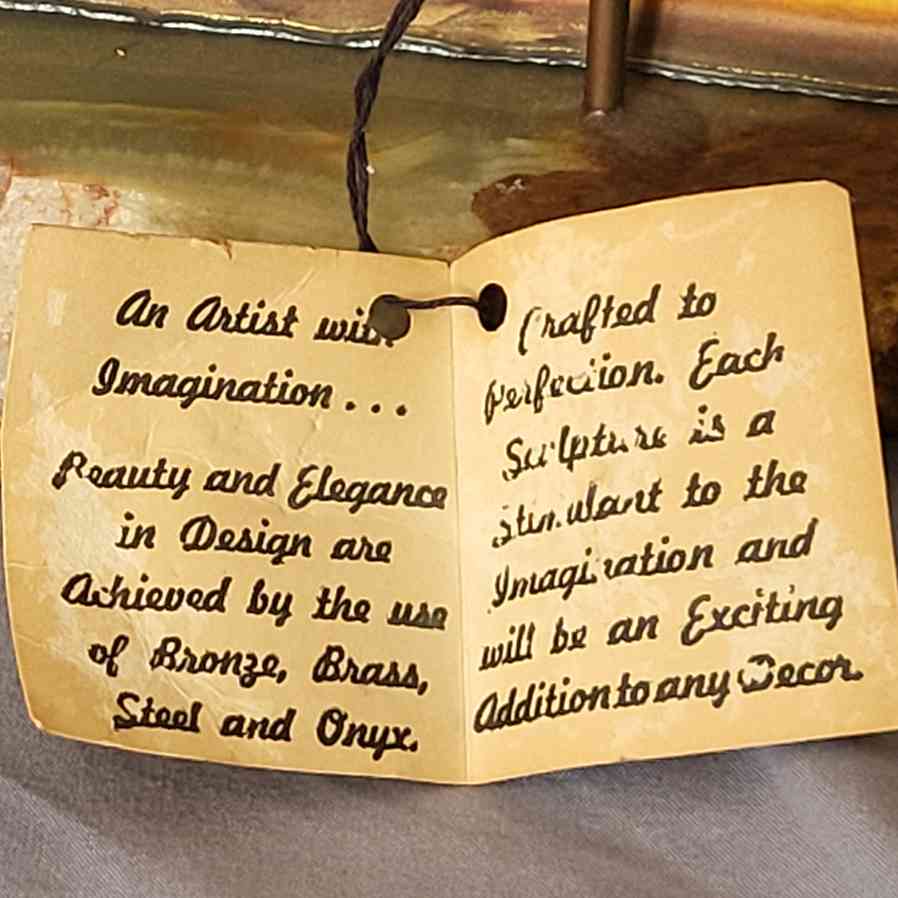 An Artist with
Imagination...
Beauty and Elegance
in Design are
Achieved by the use
of Bronze, Brass,
Steel and Onyx.
Crafted to
Perfection. Each
Sculpture is a
stimulant to the
Imagination and
will be an Exciting
Addition to any Decor.